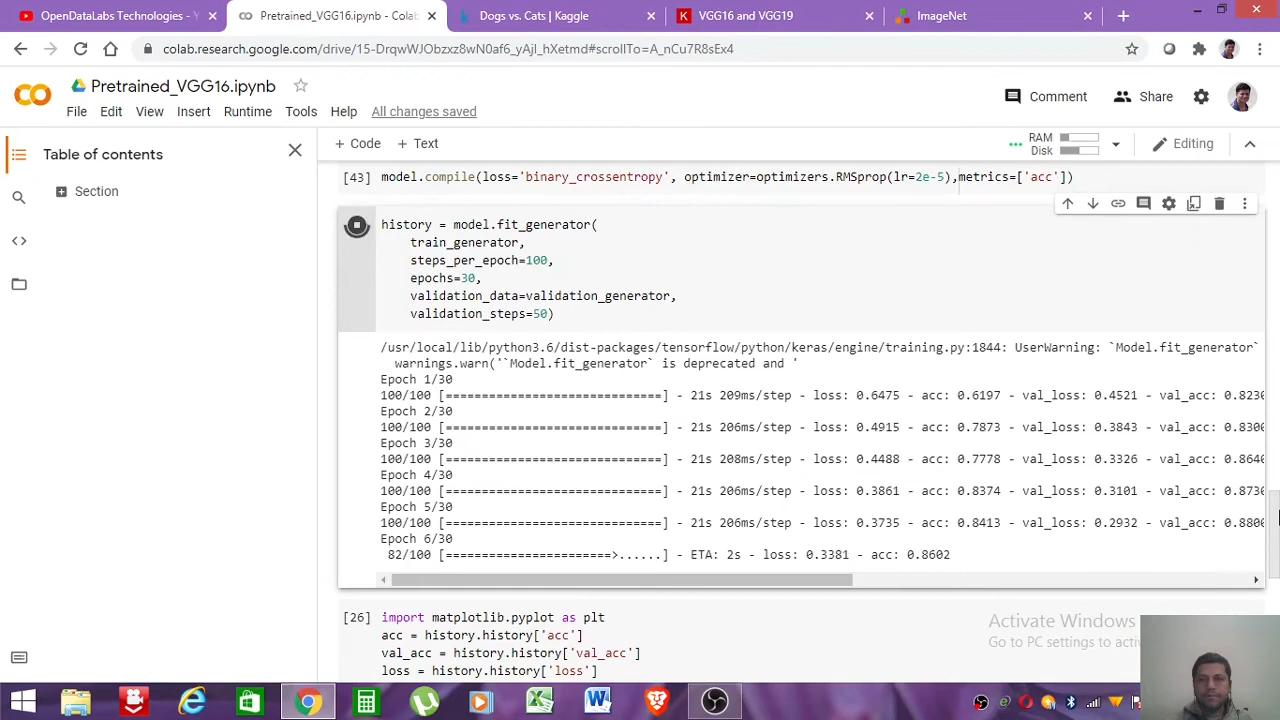 OpenDataLabs Technologies - Y
Pretrained_VGG16.ipynb - Colab
Dogs vs. Cats | Kaggle
VGG16 and VGG19
ImageNet
colab.research.google.com/drive/15-DrqwWJObzxz8wN0af6_yAjl_hXetmd#scrollTo=A_nCu7R8sEx4
Pretrained_VGG16.ipynb
Comment
Share
File Edit View Insert Runtime Tools Help All changes saved
Table of contents
+ Code + Text
RAM
Disk
Editing
Section
[43] model.compile(loss='binary_crossentropy', optimizer=optimizers.RMSprop(lr=2e-5),metrics=['acc'])
history = model.fit_generator(
train_generator,
steps_per_epoch=100,
epochs=30,
validation_data=validation_generator,
validation_steps=50)
/usr/local/lib/python3.6/dist-packages/tensorflow/python/keras/engine/training.py:1844: UserWarning: `Model.fit_generator`
warnings.warn('`Model.fit_generator` is deprecated and '
Epoch 1/30
100/100 [==============================] - 21s 209ms/step - loss: 0.6475 - acc: 0.6197 - val_loss: 0.4521 - val_acc: 0.8230
Epoch 2/30
100/100 [==============================] - 21s 206ms/step - loss: 0.4915 - acc: 0.7873 - val_loss: 0.3843 - val_acc: 0.8300
Epoch 3/30
100/100 [==============================] - 21s 208ms/step - loss: 0.4488 - acc: 0.7778 - val_loss: 0.3326 - val_acc: 0.8640
Epoch 4/30
100/100 [==============================] - 21s 206ms/step - loss: 0.3861 - acc: 0.8374 - val_loss: 0.3101 - val_acc: 0.8730
Epoch 5/30
100/100 [==============================] - 21s 206ms/step - loss: 0.3735 - acc: 0.8413 - val_loss: 0.2932 - val_acc: 0.8800
Epoch 6/30
82/100 [=======================>......] - ETA: 2s - loss: 0.3381 - acc: 0.8602
[26] import matplotlib.pyplot as plt
acc = history.history['acc']
val_acc = history.history['val_acc']
loss = history.history['loss']
Activate Windows
Go to PC settings to activ